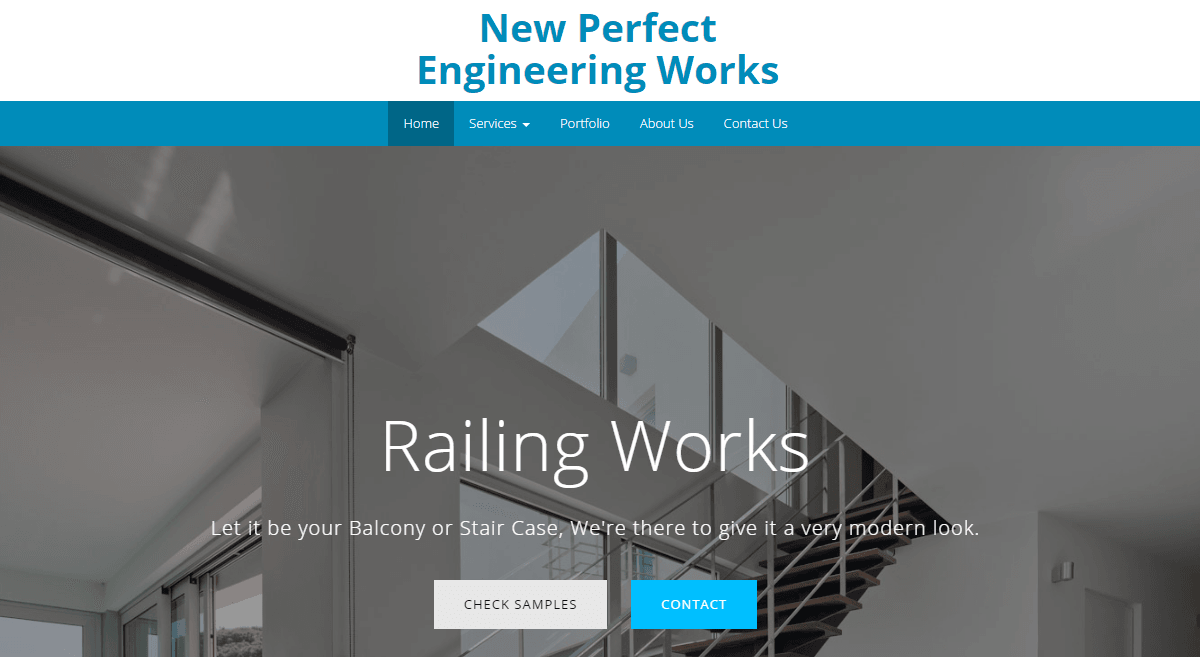 New Perfect
Engineering Works
Home Services Portfolio About Us Contact Us
Railing Works
Let it be your Balcony or Stair Case, We're there to give it a very modern look.
CHECK SAMPLES CONTACT